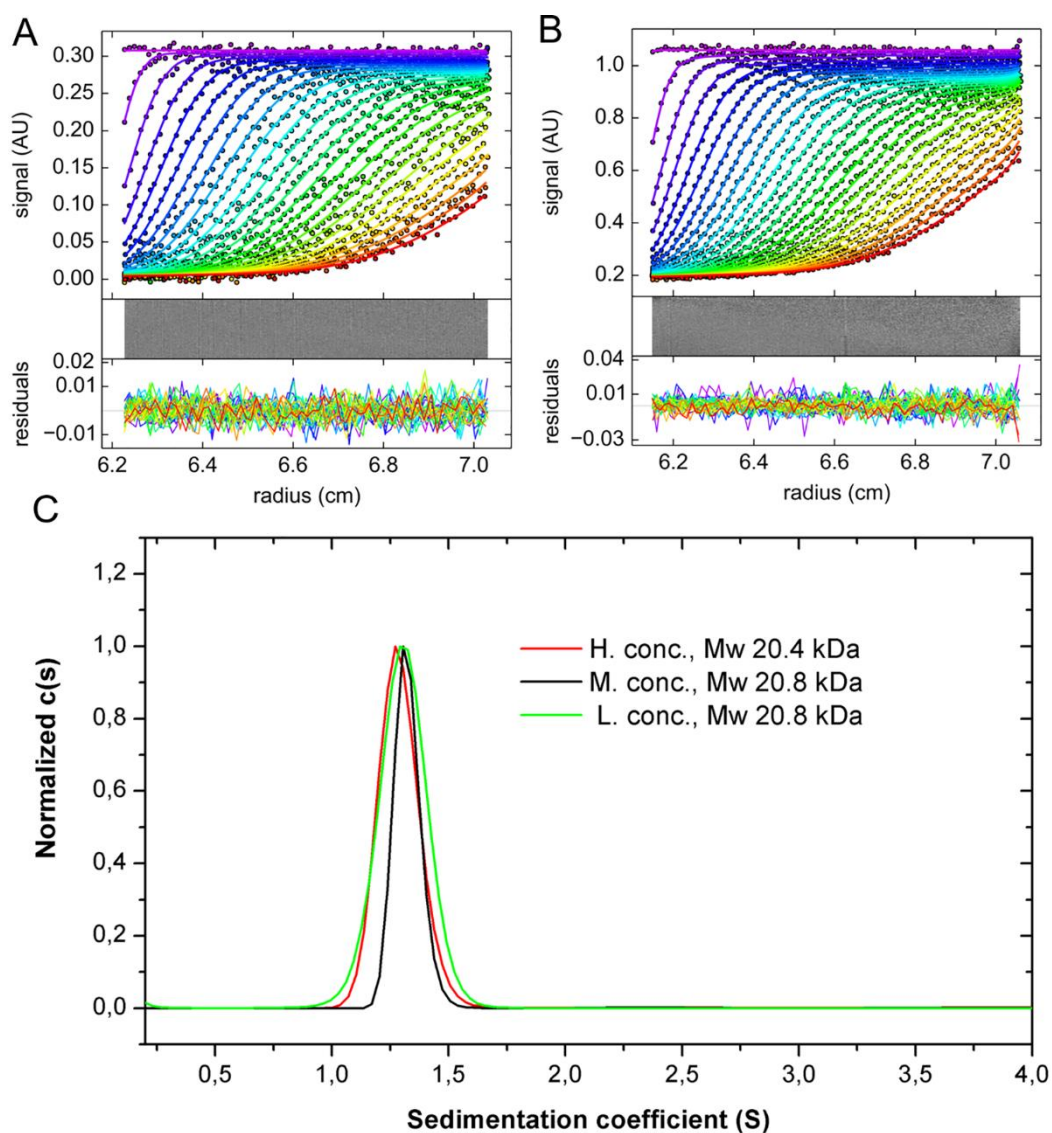 A
0.30
0.25
0.20
0.15
0.10
0.05
0.00
signal (AU)
0.02
0.01
−0.01
residuals
6.2 6.4 6.6 6.8 7.0
radius (cm)
B
1.0
0.8
0.6
0.4
0.2
signal (AU)
0.04
0.01
−0.03
residuals
6.2 6.4 6.6 6.8 7.0
radius (cm)
C
1,2
1,0
0,8
0,6
0,4
0,2
0,0
Normalized c(s)
H. conc., Mw 20.4 kDa
M. conc., Mw 20.8 kDa
L. conc., Mw 20.8 kDa
0,5 1,0 1,5 2,0 2,5 3,0 3,5 4,0
Sedimentation coefficient (S)